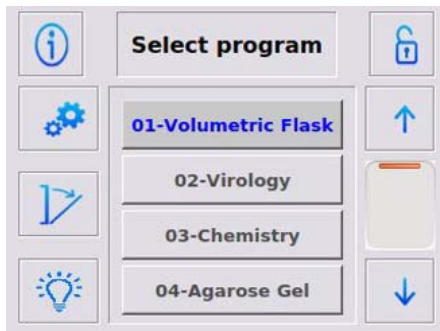 Select program
01-Volumetric Flask
02-Virology
03-Chemistry
04-Agarose Gel